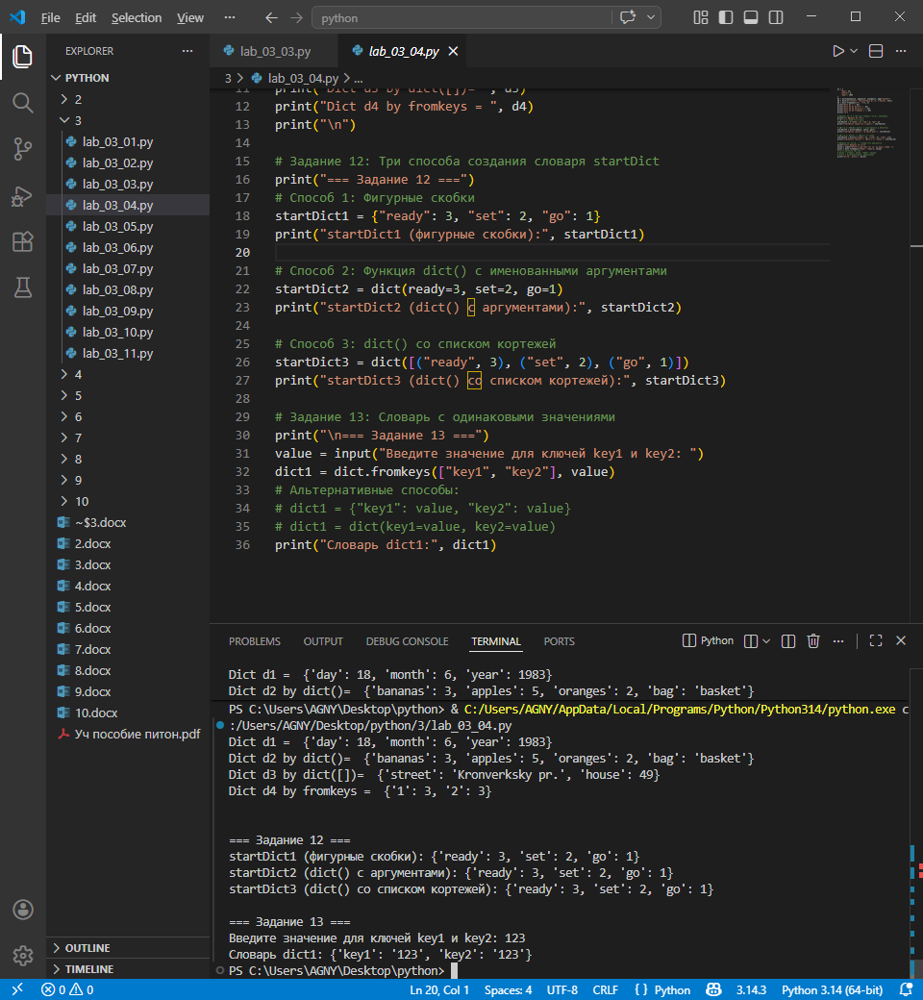 File Edit Selection View ··· python
EXPLORER ···
PYTHON
2
3
lab_03_01.py
lab_03_02.py
lab_03_03.py
lab_03_04.py
lab_03_05.py
lab_03_06.py
lab_03_07.py
lab_03_08.py
lab_03_09.py
lab_03_10.py
lab_03_11.py
4
5
6
7
8
9
10
~$3.docx
2.docx
3.docx
4.docx
5.docx
6.docx
7.docx
8.docx
9.docx
10.docx
Уч пособие питон.pdf
OUTLINE
TIMELINE
lab_03_03.py lab_03_04.py
3 > lab_03_04.py > ...
11 print("Dict d3 by dict([])= ", d3)
12 print("Dict d4 by fromkeys = ", d4)
13 print("\n")
14
15 # Задание 12: Три способа создания словаря startDict
16 print("=== Задание 12 ===")
17 # Способ 1: Фигурные скобки
18 startDict1 = {"ready": 3, "set": 2, "go": 1}
19 print("startDict1 (фигурные скобки):", startDict1)
20
21 # Способ 2: Функция dict() с именованными аргументами
22 startDict2 = dict(ready=3, set=2, go=1)
23 print("startDict2 (dict() с аргументами):", startDict2)
24
25 # Способ 3: dict() со списком кортежей
26 startDict3 = dict([("ready", 3), ("set", 2), ("go", 1)])
27 print("startDict3 (dict() со списком кортежей):", startDict3)
28
29 # Задание 13: Словарь с одинаковыми значениями
30 print("\n=== Задание 13 ===")
31 value = input("Введите значение для ключей key1 и key2: ")
32 dict1 = dict.fromkeys(["key1", "key2"], value)
33 # Альтернативные способы:
34 # dict1 = {"key1": value, "key2": value}
35 # dict1 = dict(key1=value, key2=value)
36 print("Словарь dict1:", dict1)
PROBLEMS OUTPUT DEBUG CONSOLE TERMINAL PORTS Python
Dict d1 =  {'day': 18, 'month': 6, 'year': 1983}
Dict d2 by dict()=  {'bananas': 3, 'apples': 5, 'oranges': 2, 'bag': 'basket'}
PS C:\Users\AGNY\Desktop\python> & C:/Users/AGNY/AppData/Local/Programs/Python/Python314/python.exe c
:/Users/AGNY/Desktop/python/3/lab_03_04.py
Dict d1 =  {'day': 18, 'month': 6, 'year': 1983}
Dict d2 by dict()=  {'bananas': 3, 'apples': 5, 'oranges': 2, 'bag': 'basket'}
Dict d3 by dict([])=  {'street': 'Kronverksky pr.', 'house': 49}
Dict d4 by fromkeys =  {'1': 3, '2': 3}
=== Задание 12 ===
startDict1 (фигурные скобки): {'ready': 3, 'set': 2, 'go': 1}
startDict2 (dict() с аргументами): {'ready': 3, 'set': 2, 'go': 1}
startDict3 (dict() со списком кортежей): {'ready': 3, 'set': 2, 'go': 1}
=== Задание 13 ===
Введите значение для ключей key1 и key2: 123
Словарь dict1: {'key1': '123', 'key2': '123'}
PS C:\Users\AGNY\Desktop\python>
0 0 Ln 20, Col 1 Spaces: 4 UTF-8 CRLF { } Python 3.14.3 Python 3.14 (64-bit)